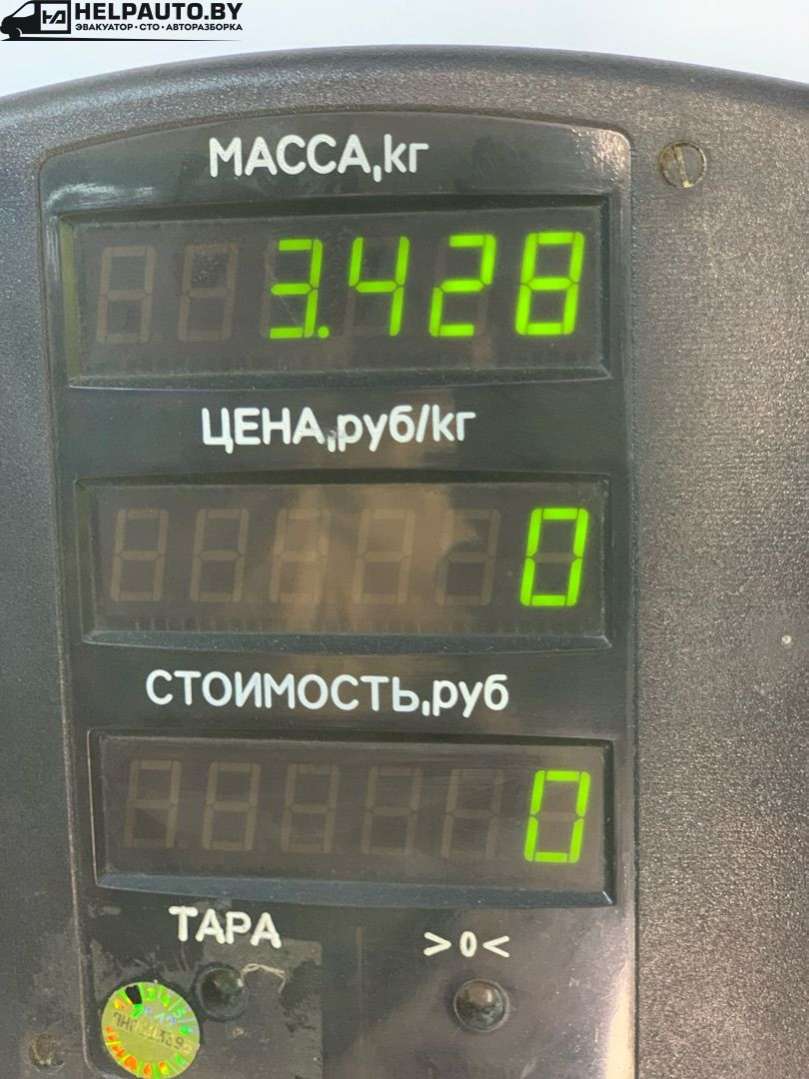 HELPAUTO.BY
ЭВАКУАТОР • СТО • АВТОРАЗБОРКА
МАССА,кг
3.428
ЦЕНА,руб/кг
0
СТОИМОСТЬ,руб
0
ТАРА
>0<